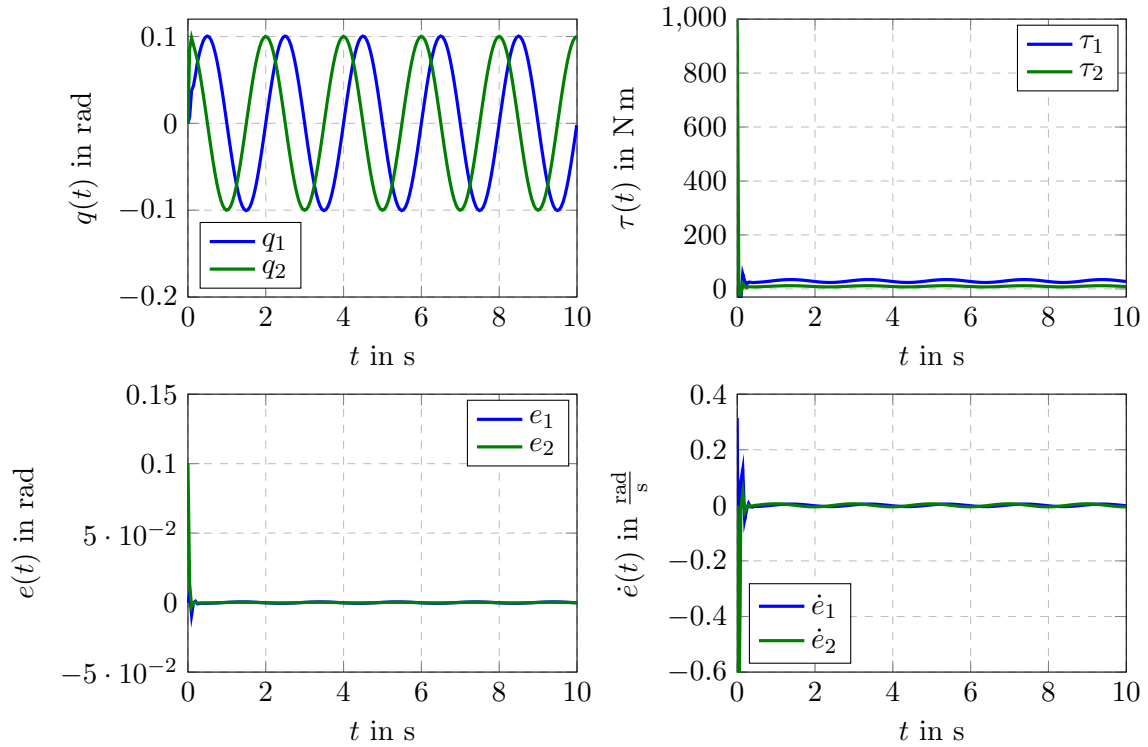 0.1
0
−0.1
−0.2
q(t) in rad
q₁
q₂
0 2 4 6 8 10
t in s
1,000
800
600
400
200
0
τ(t) in N m
τ₁
τ₂
0 2 4 6 8 10
t in s
0.15
0.1
5 · 10⁻²
0
−5 · 10⁻²
e(t) in rad
e₁
e₂
0 2 4 6 8 10
t in s
0.4
0.2
0
−0.2
−0.4
−0.6
ė(t) in rad/s
ė₁
ė₂
0 2 4 6 8 10
t in s